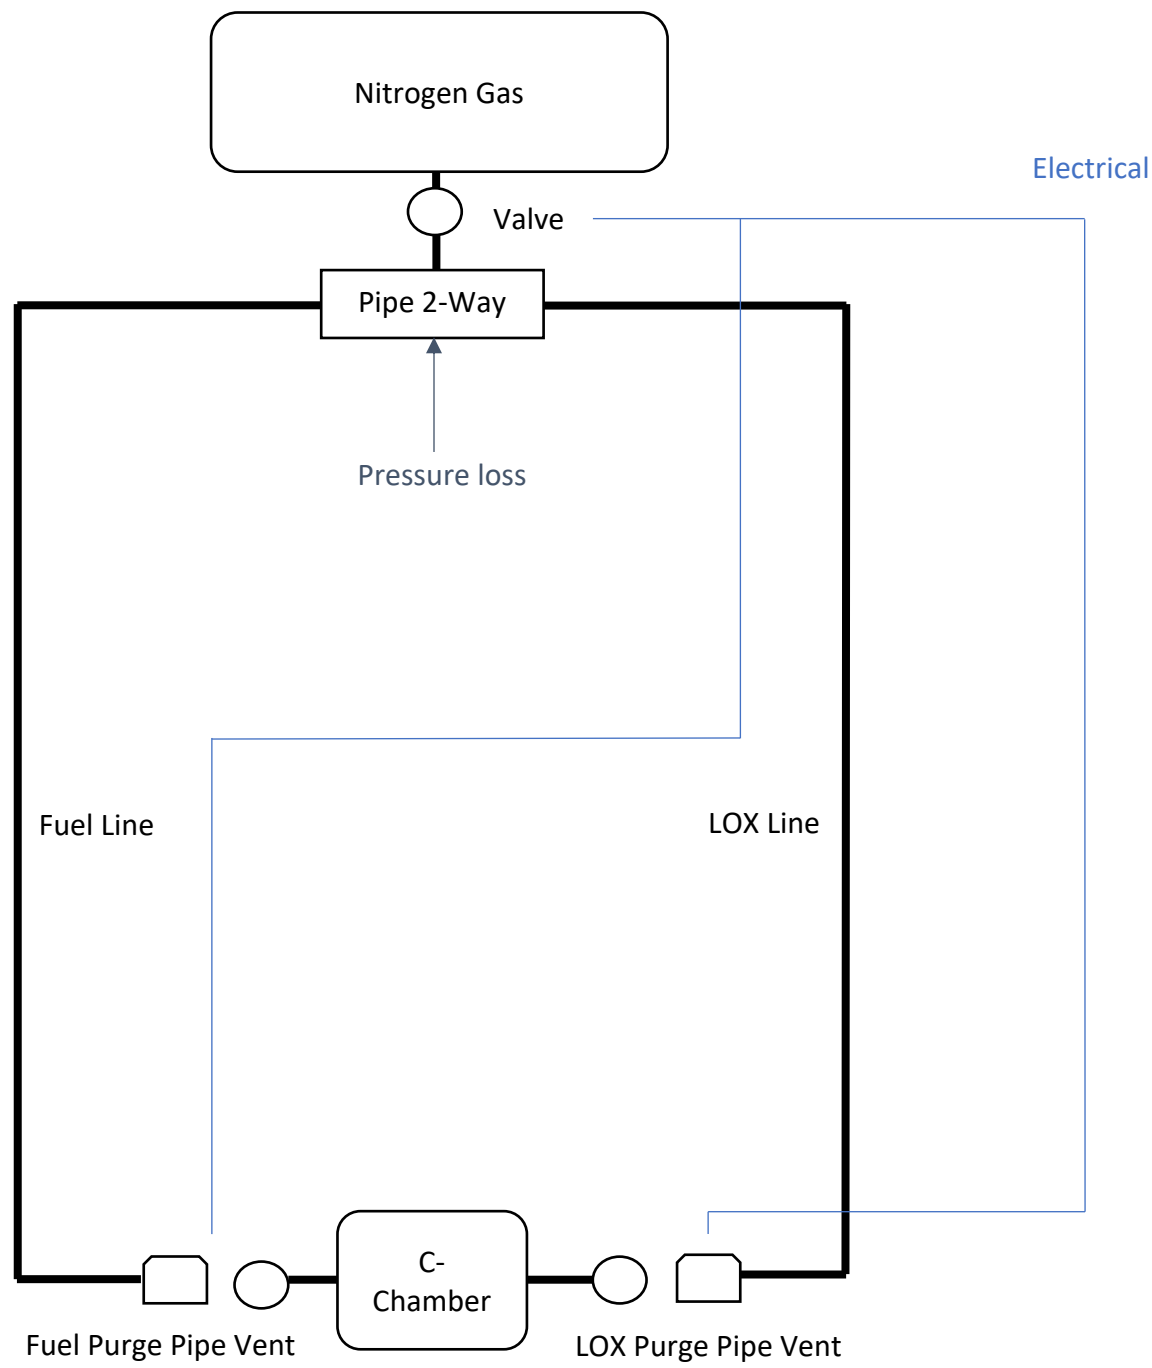 Nitrogen Gas
Electrical
Valve
Pipe 2-Way
Pressure loss
Fuel Line
LOX Line
C-
Chamber
Fuel Purge Pipe Vent
LOX Purge Pipe Vent